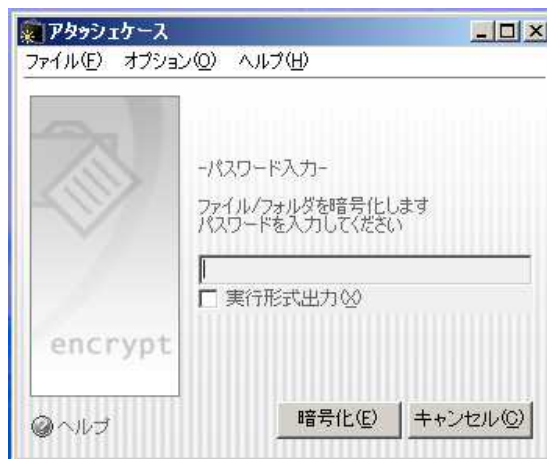 アタッシェケース
ファイル(F) オプション(O) ヘルプ(H)
-パスワード入力-
ファイル/フォルダを暗号化します
パスワードを入力してください
実行形式出力(X)
encrypt
ヘルプ
暗号化(E) キャンセル(C)